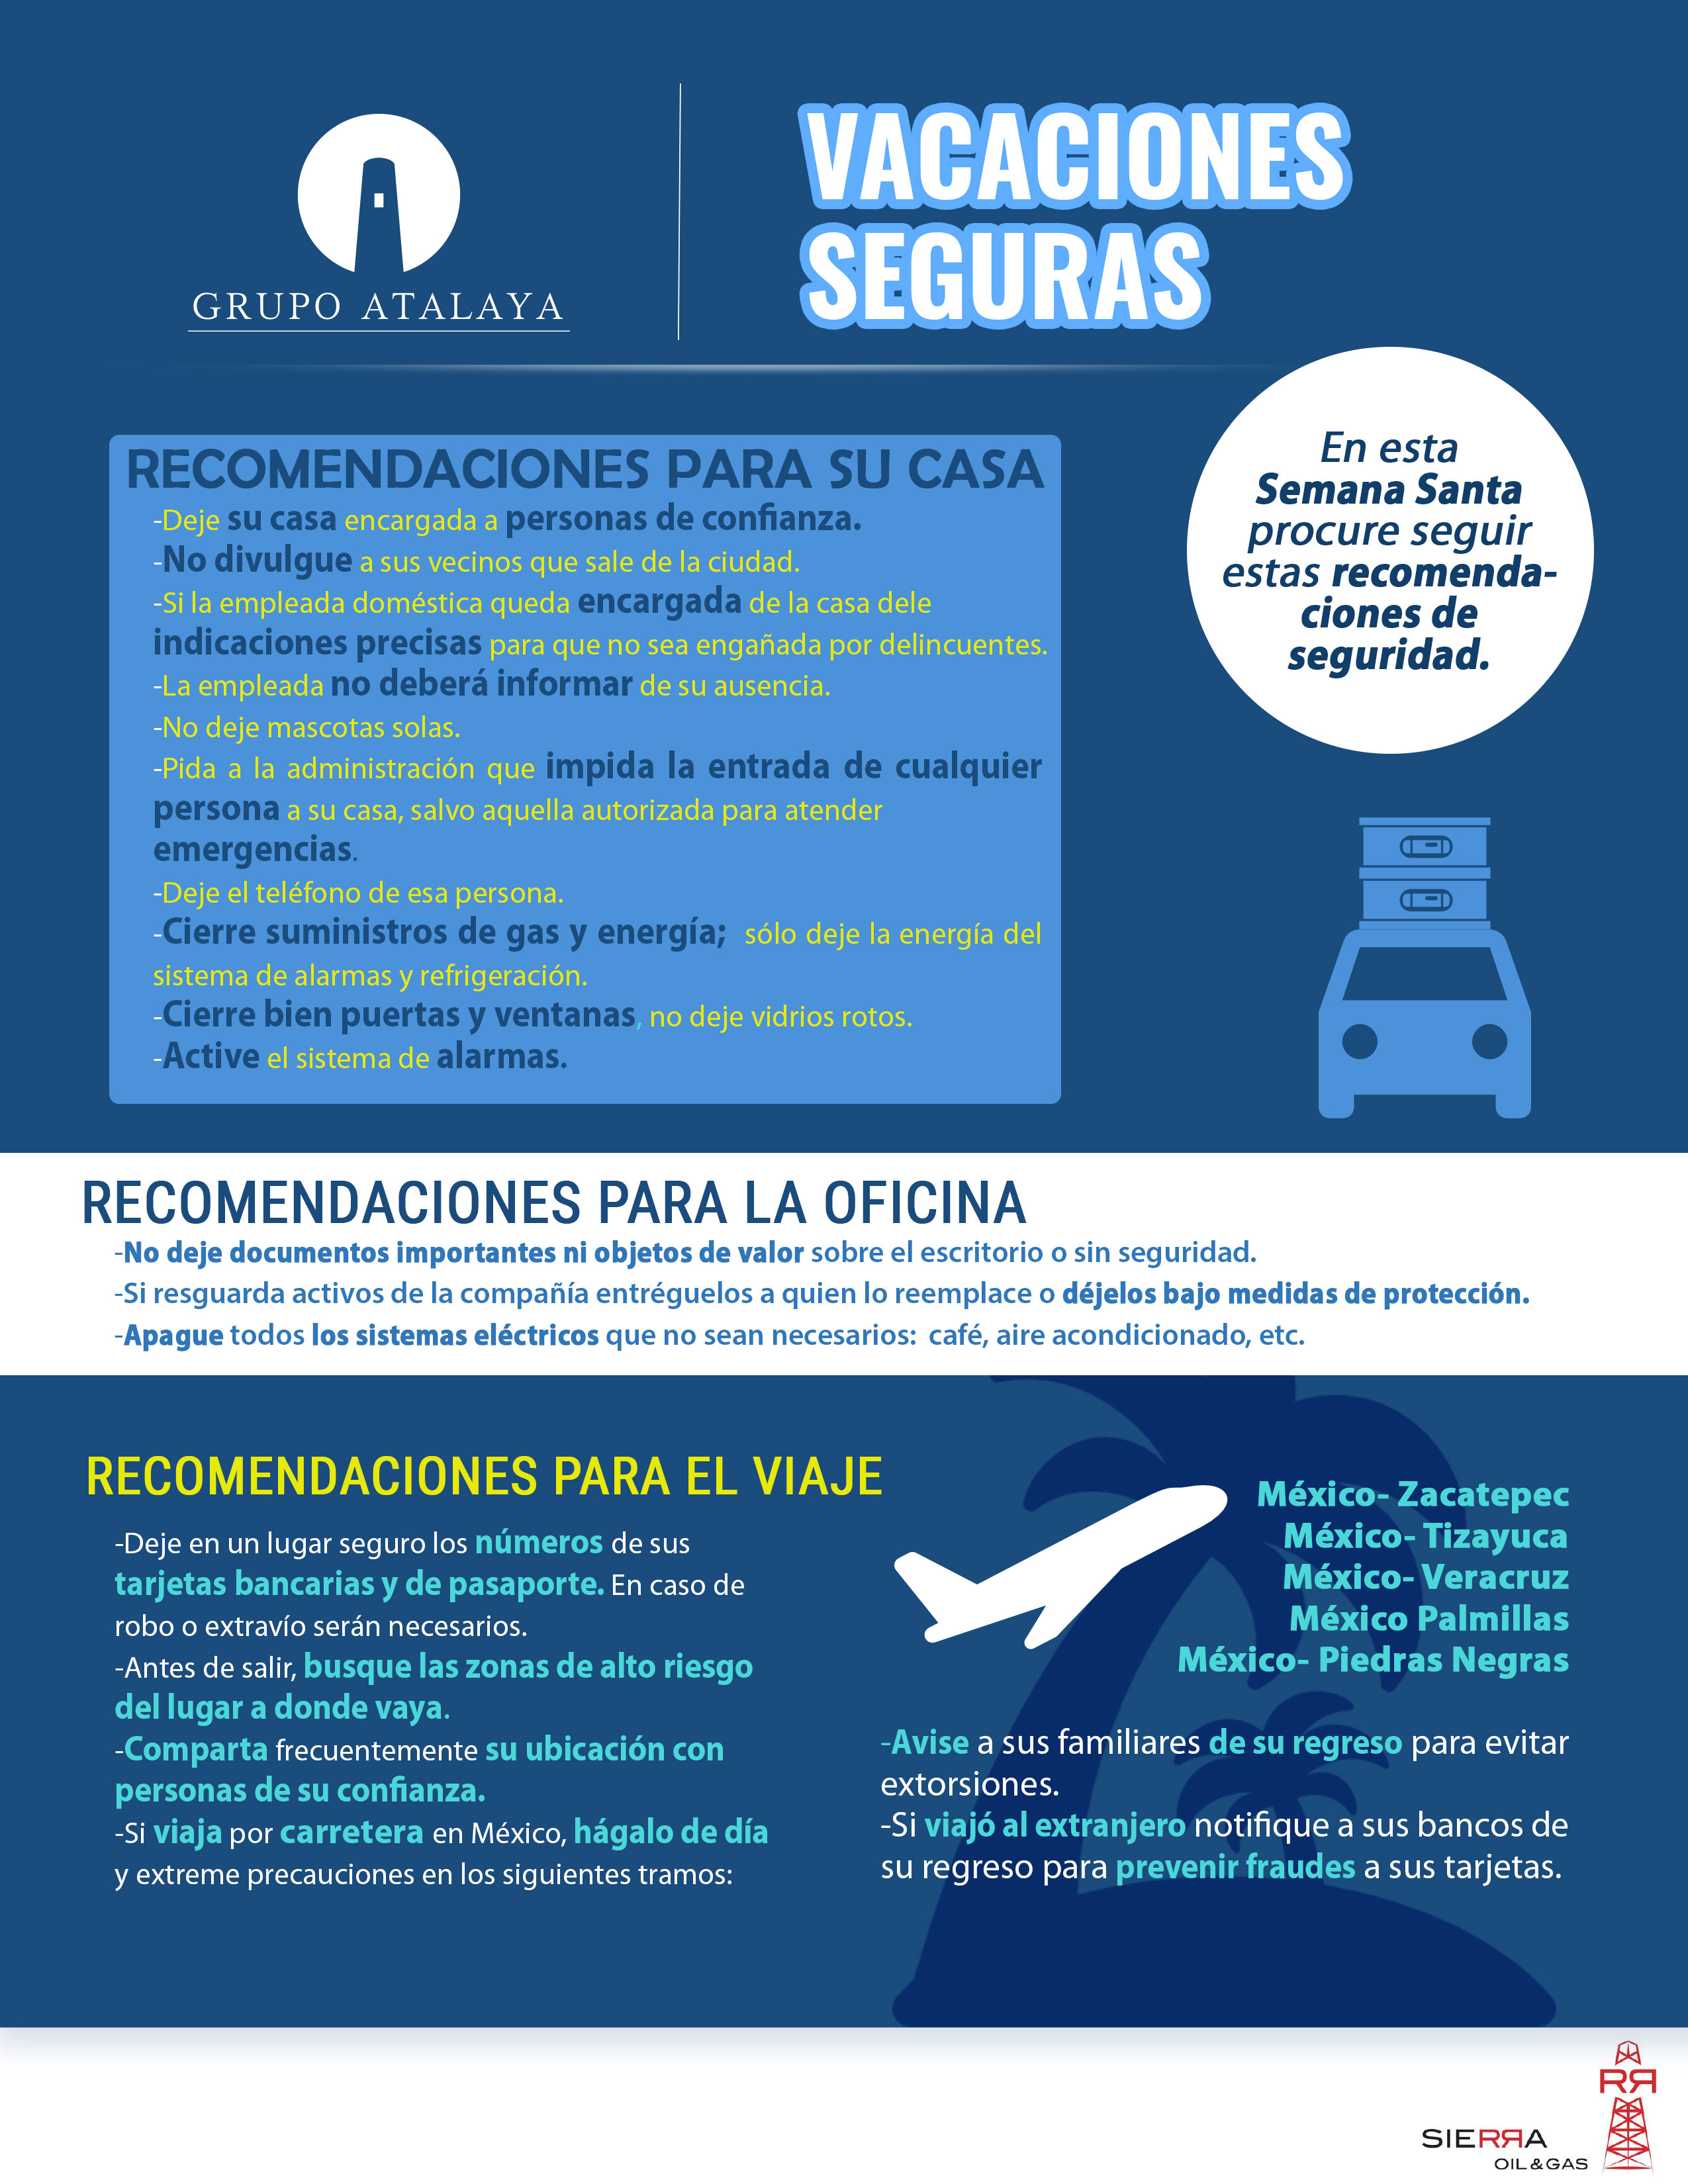 GRUPO ATALAYA
VACACIONES
SEGURAS
En esta
Semana Santa
procure seguir
estas recomenda-
ciones de
seguridad.
RECOMENDACIONES PARA SU CASA
-Deje su casa encargada a personas de confianza.
-No divulgue a sus vecinos que sale de la ciudad.
-Si la empleada doméstica queda encargada de la casa dele
indicaciones precisas para que no sea engañada por delincuentes.
-La empleada no deberá informar de su ausencia.
-No deje mascotas solas.
-Pida a la administración que impida la entrada de cualquier
persona a su casa, salvo aquella autorizada para atender
emergencias.
-Deje el teléfono de esa persona.
-Cierre suministros de gas y energía; sólo deje la energía del
sistema de alarmas y refrigeración.
-Cierre bien puertas y ventanas, no deje vidrios rotos.
-Active el sistema de alarmas.
RECOMENDACIONES PARA LA OFICINA
-No deje documentos importantes ni objetos de valor sobre el escritorio o sin seguridad.
-Si resguarda activos de la compañía entréguelos a quien lo reemplace o déjelos bajo medidas de protección.
-Apague todos los sistemas eléctricos que no sean necesarios: café, aire acondicionado, etc.
RECOMENDACIONES PARA EL VIAJE
-Deje en un lugar seguro los números de sus
tarjetas bancarias y de pasaporte. En caso de
robo o extravío serán necesarios.
-Antes de salir, busque las zonas de alto riesgo
del lugar a donde vaya.
-Comparta frecuentemente su ubicación con
personas de su confianza.
-Si viaja por carretera en México, hágalo de día
y extreme precauciones en los siguientes tramos:
México- Zacatepec
México- Tizayuca
México- Veracruz
México Palmillas
México- Piedras Negras
-Avise a sus familiares de su regreso para evitar
extorsiones.
-Si viajó al extranjero notifique a sus bancos de
su regreso para prevenir fraudes a sus tarjetas.
RR
SIERRA
OIL & GAS